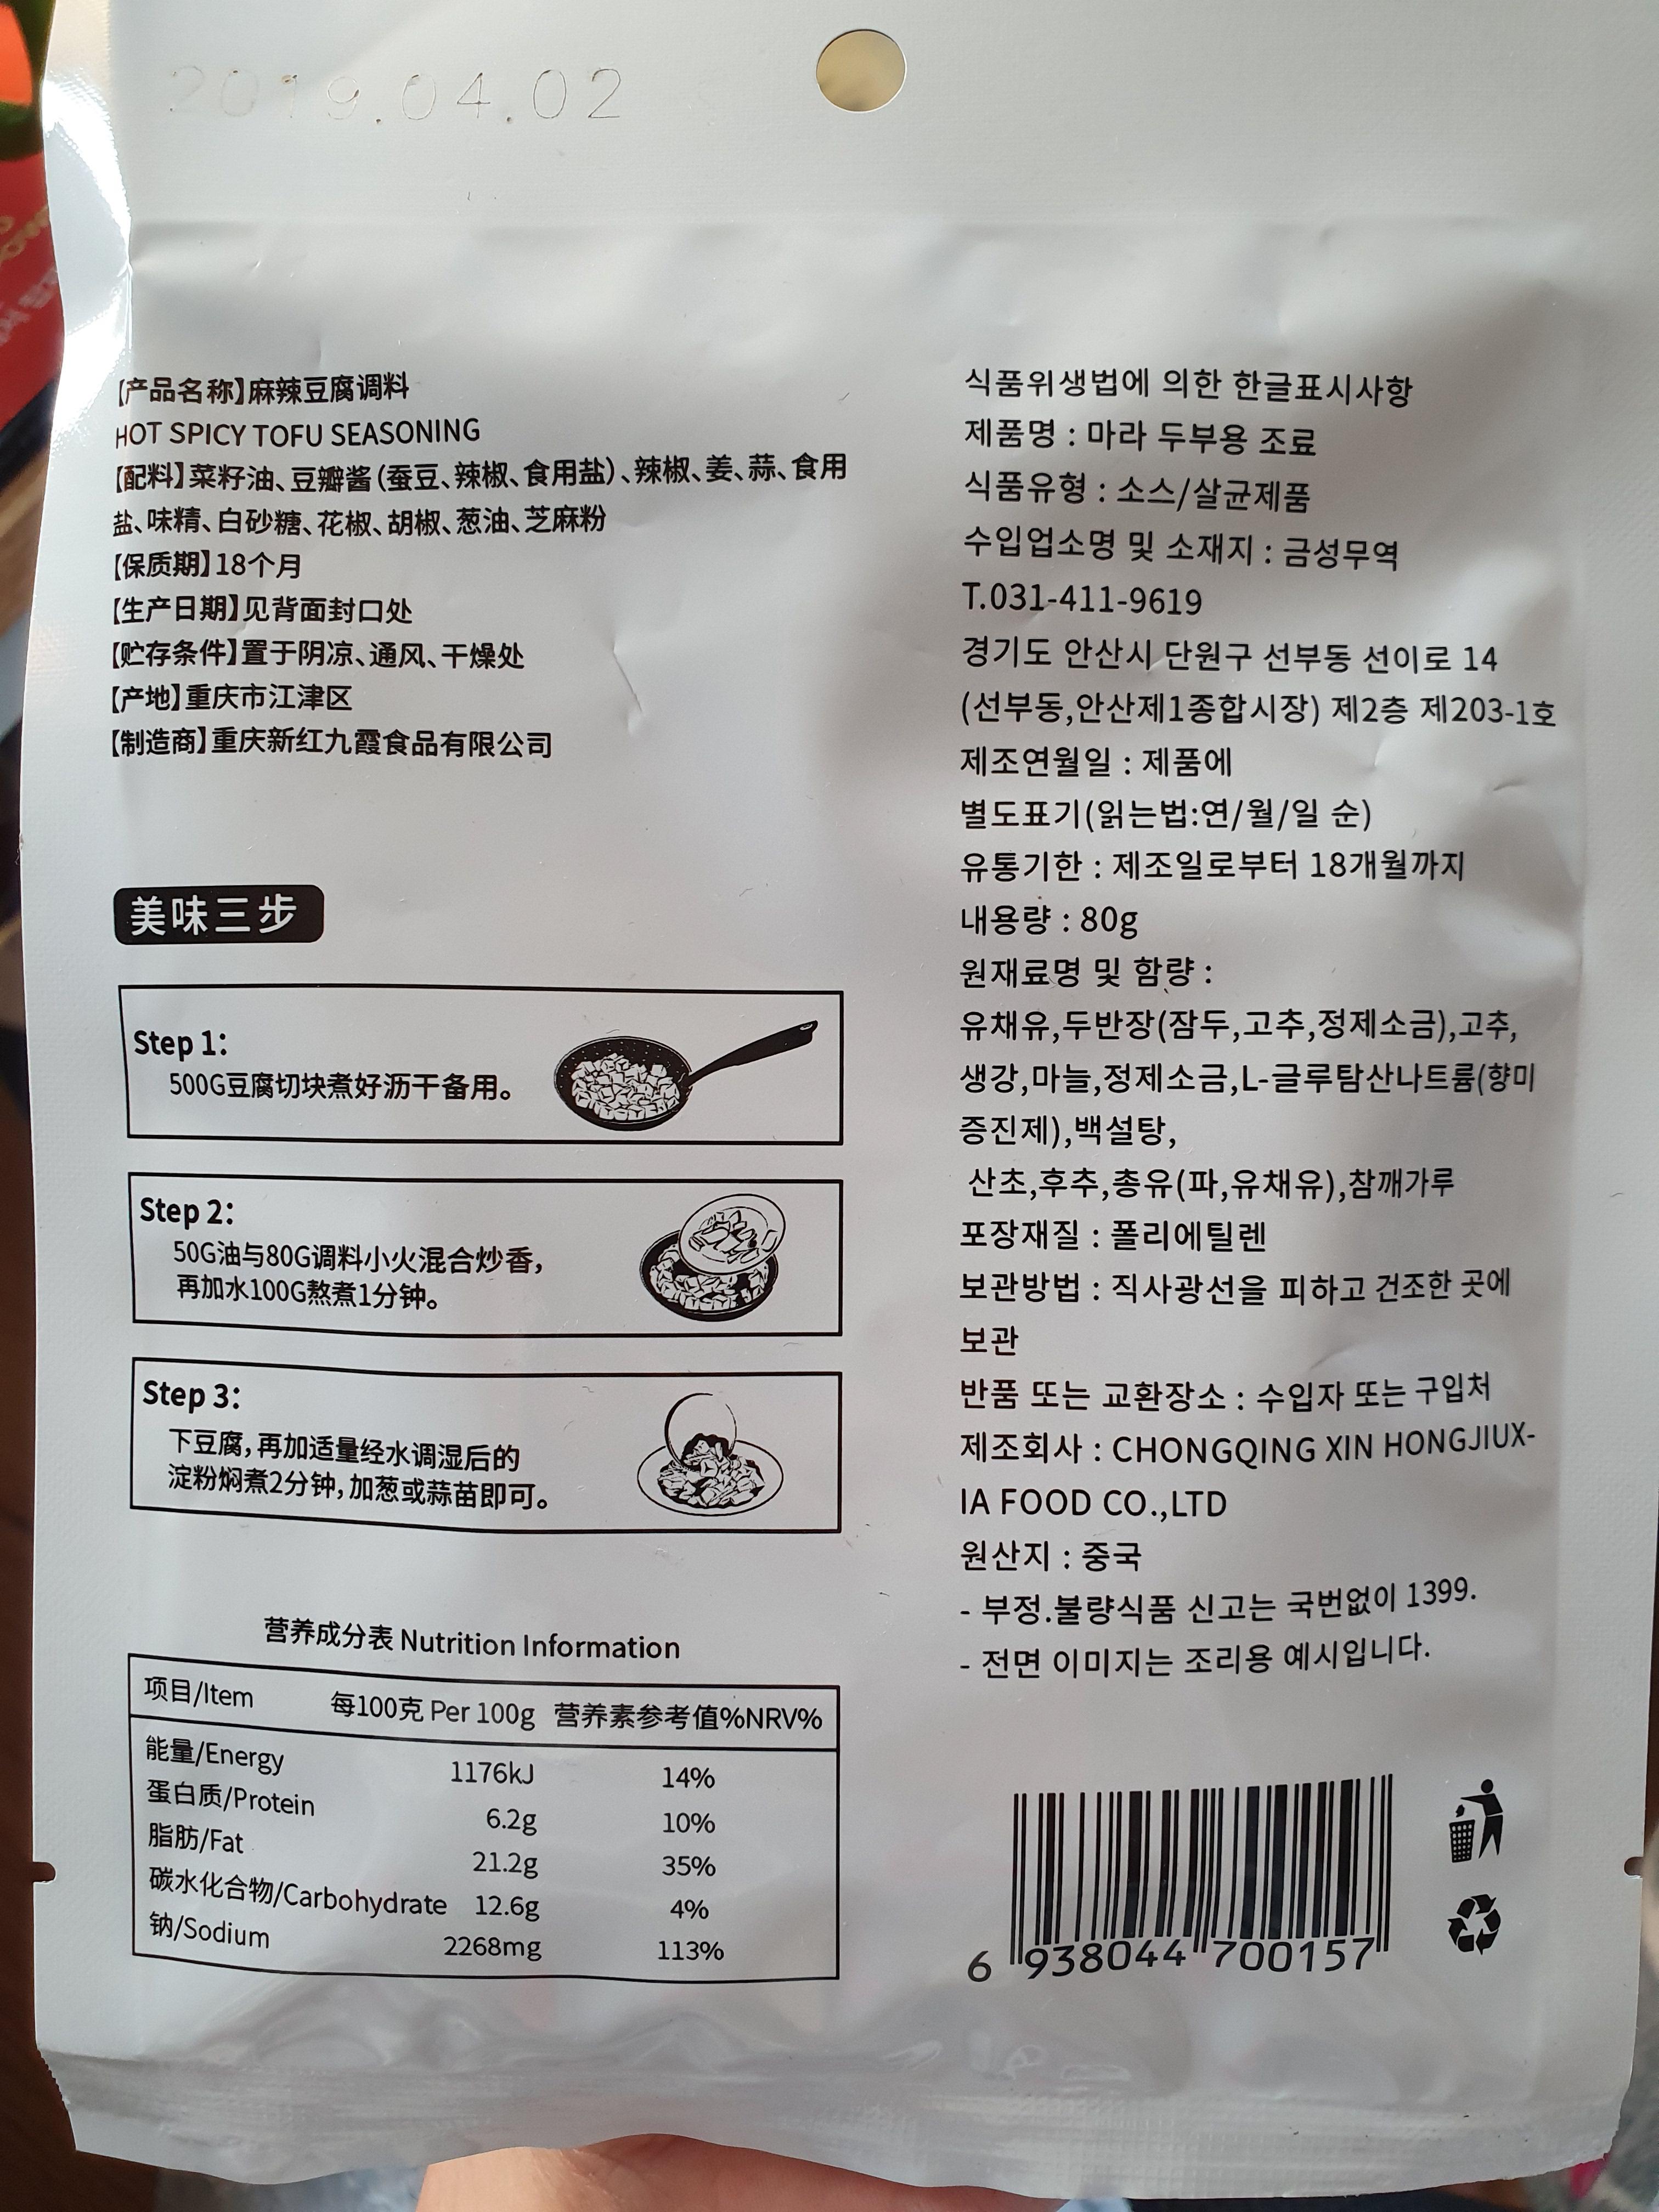 2019.04.02
【产品名称】麻辣豆腐调料
HOT SPICY TOFU SEASONING
【配料】菜籽油、豆瓣酱(蚕豆、辣椒、食用盐)、辣椒、姜、蒜、食用
盐、味精、白砂糖、花椒、胡椒、葱油、芝麻粉
【保质期】18个月
【生产日期】见背面封口处
【贮存条件】置于阴凉、通风、干燥处
【产地】重庆市江津区
【制造商】重庆新红九霞食品有限公司
美味三步
Step 1:
500G豆腐切块煮好沥干备用。
Step 2:
50G油与80G调料小火混合炒香,
再加水100G熬煮1分钟。
Step 3:
下豆腐,再加适量经水调湿后的
淀粉焖煮2分钟,加葱或蒜苗即可。
营养成分表 Nutrition Information
项目/Item 每100克 Per 100g 营养素参考值%NRV%
能量/Energy 1176kJ 14%
蛋白质/Protein 6.2g 10%
脂肪/Fat 21.2g 35%
碳水化合物/Carbohydrate 12.6g 4%
钠/Sodium 2268mg 113%
식품위생법에 의한 한글표시사항
제품명 : 마라 두부용 조료
식품유형 : 소스/살균제품
수입업소명 및 소재지 : 금성무역
T.031-411-9619
경기도 안산시 단원구 선부동 선이로 14
(선부동,안산제1종합시장) 제2층 제203-1호
제조연월일 : 제품에
별도표기(읽는법:연/월/일 순)
유통기한 : 제조일로부터 18개월까지
내용량 : 80g
원재료명 및 함량 :
유채유,두반장(잠두,고추,정제소금),고추,
생강,마늘,정제소금,L-글루탐산나트륨(향미
증진제),백설탕,
산초,후추,총유(파,유채유),참깨가루
포장재질 : 폴리에틸렌
보관방법 : 직사광선을 피하고 건조한 곳에
보관
반품 또는 교환장소 : 수입자 또는 구입처
제조회사 : CHONGQING XIN HONGJIUX-
IA FOOD CO.,LTD
원산지 : 중국
- 부정.불량식품 신고는 국번없이 1399.
- 전면 이미지는 조리용 예시입니다.
6 938044 700157